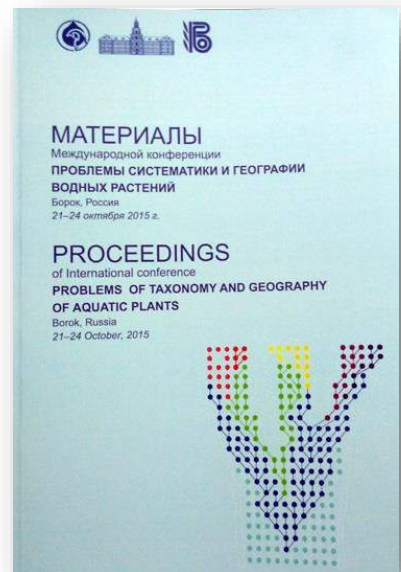 МАТЕРИАЛЫ
Международной конференции
ПРОБЛЕМЫ СИСТЕМАТИКИ И ГЕОГРАФИИ
ВОДНЫХ РАСТЕНИЙ
Борок, Россия
21–24 октября 2015 г.
PROCEEDINGS
of International conference
PROBLEMS OF TAXONOMY AND GEOGRAPHY
OF AQUATIC PLANTS
Borok, Russia
21–24 October, 2015